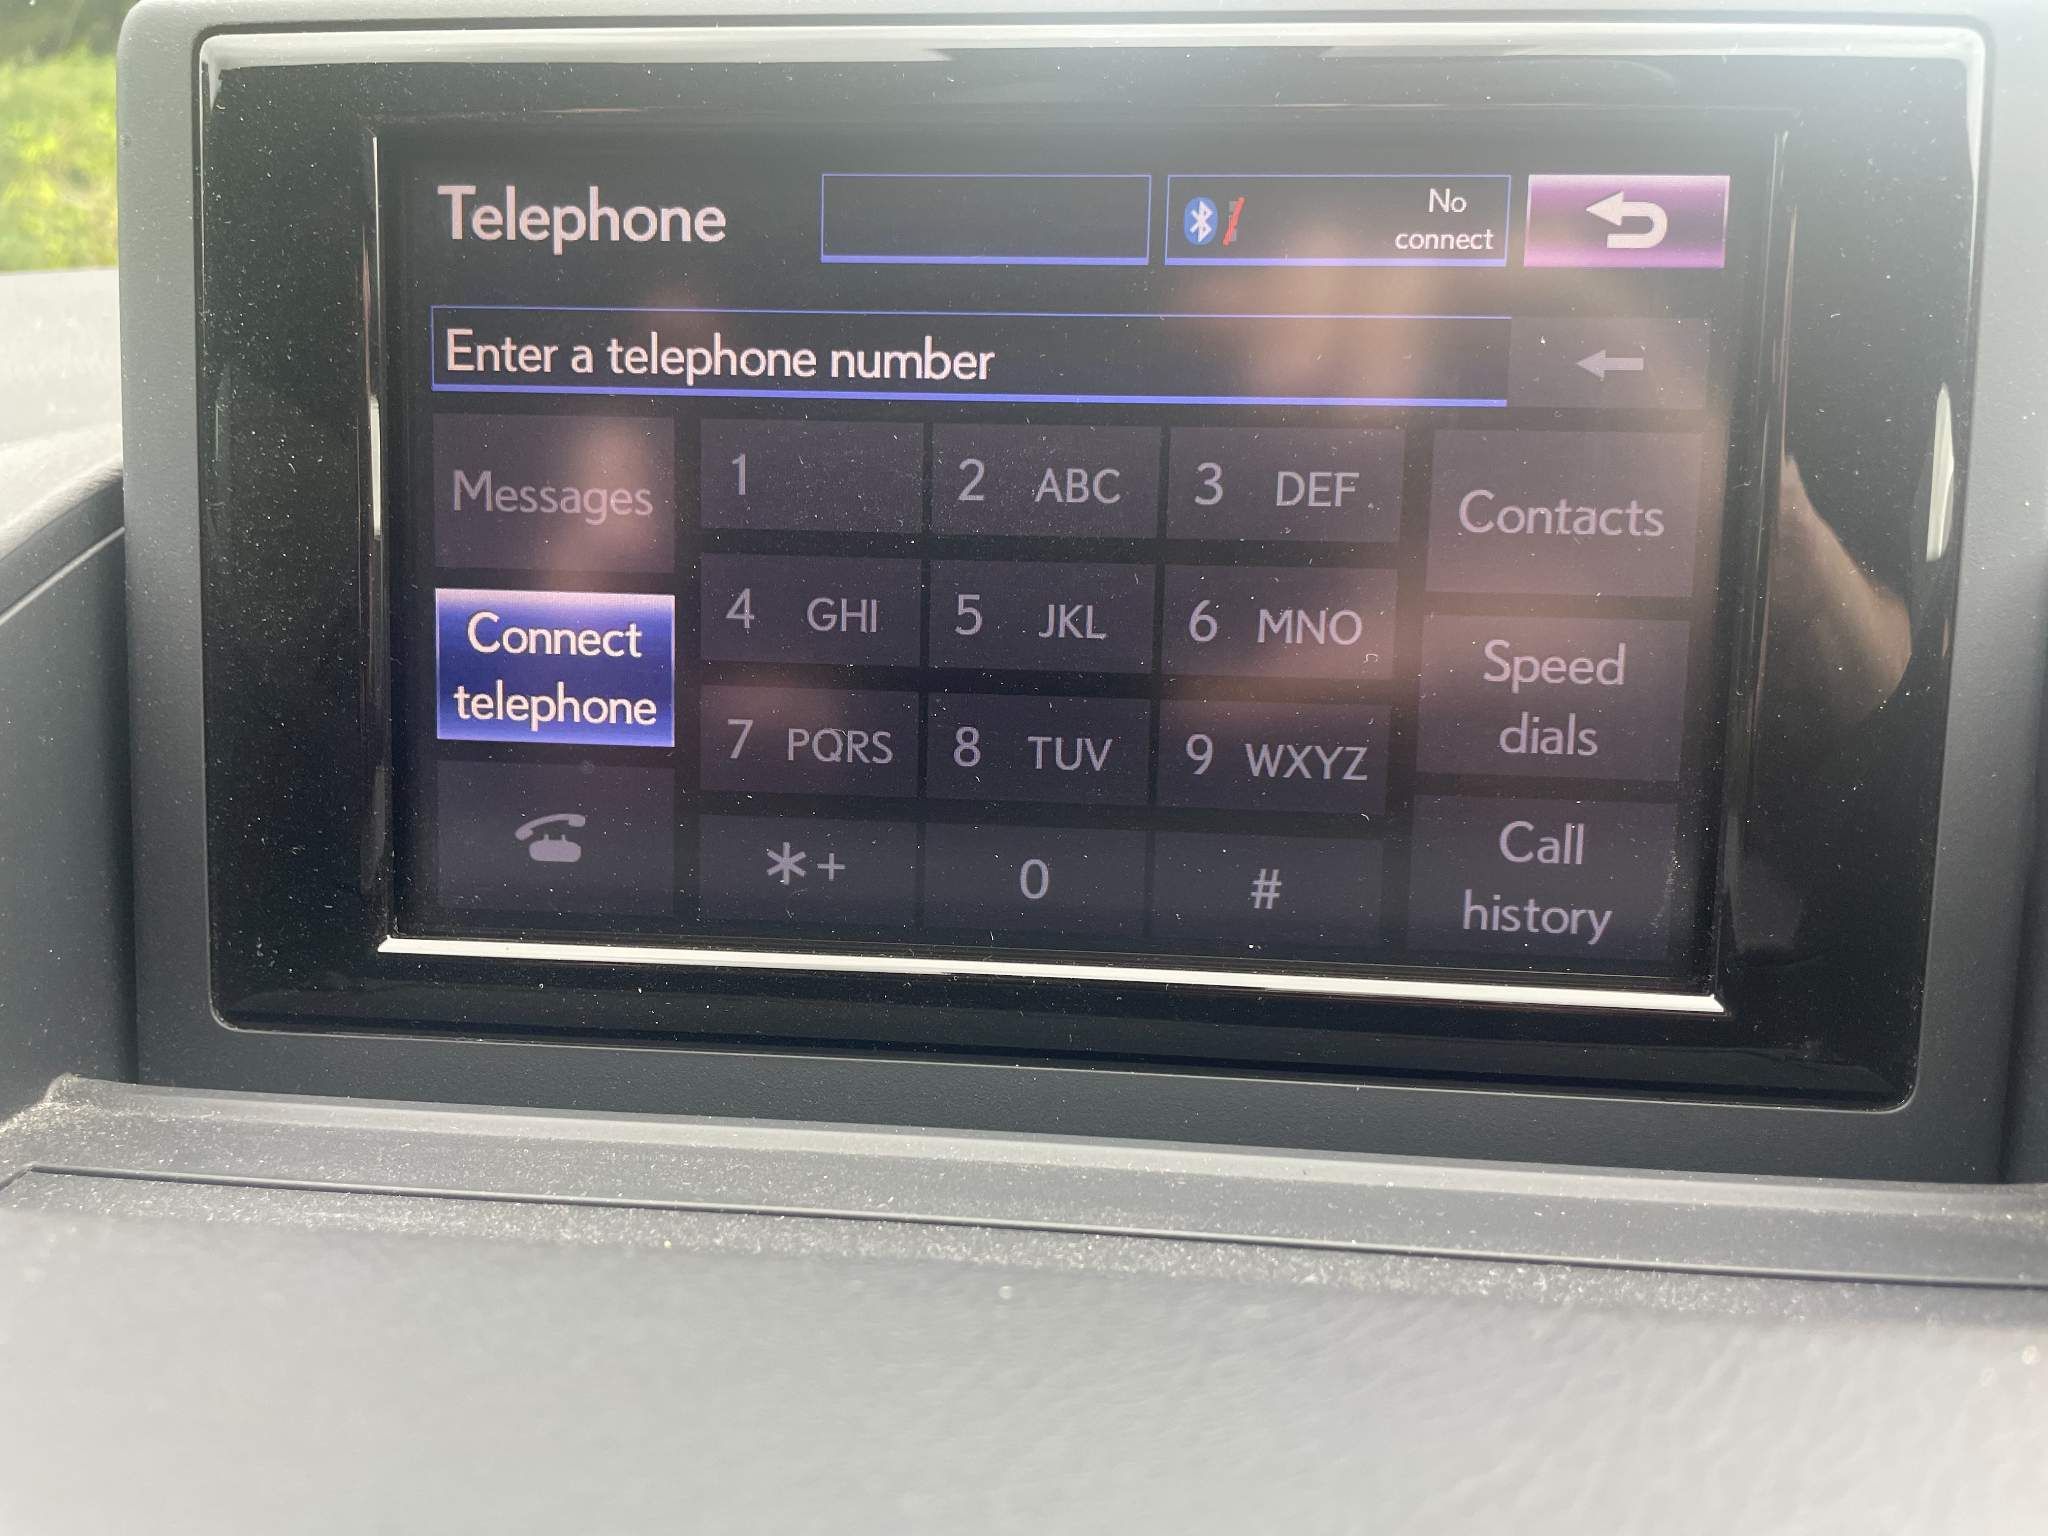 Telephone
No
connect
Enter a telephone number
Messages
1
2 ABC
3 DEF
Contacts
Connect
telephone
4 GHI
5 JKL
6 MNO
Speed
dials
7 PQRS
8 TUV
9 WXYZ
*+
0
#
Call
history